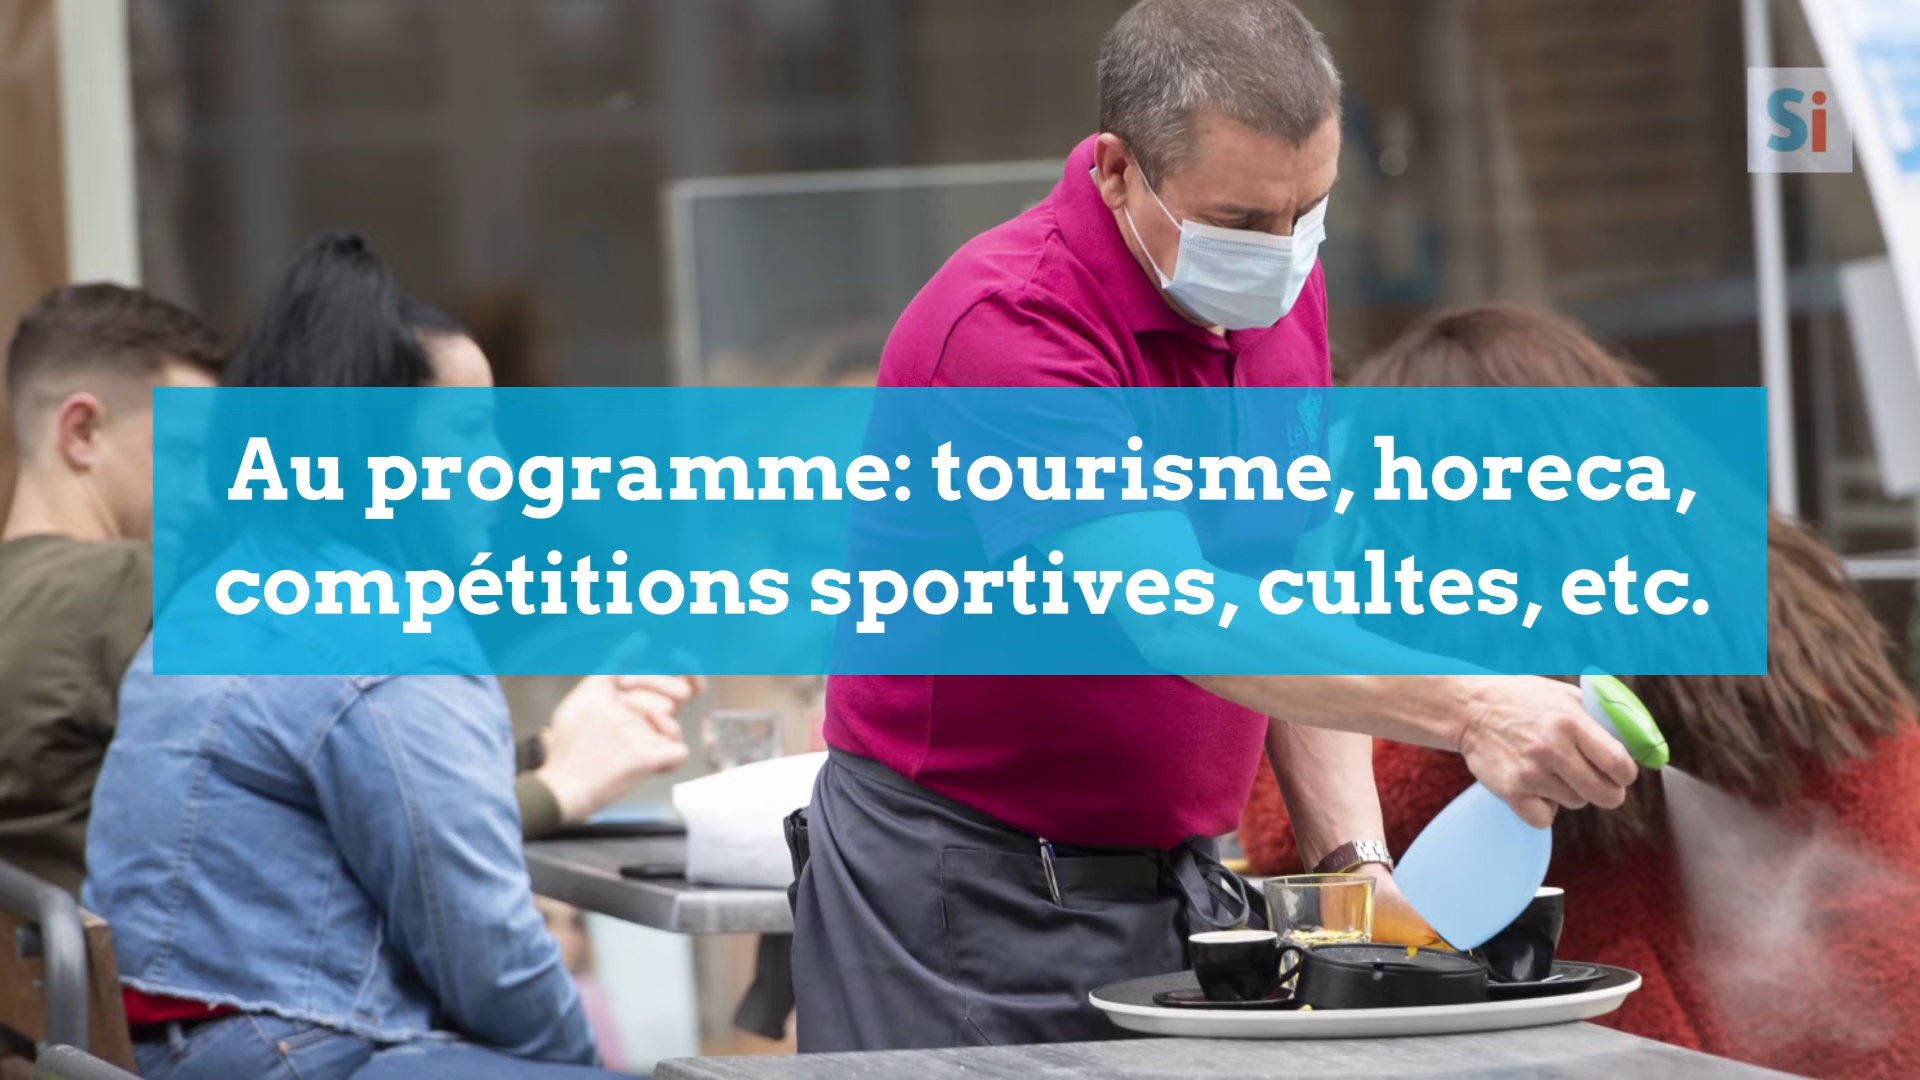 Si
Au programme: tourisme, horeca,
compétitions sportives, cultes, etc.